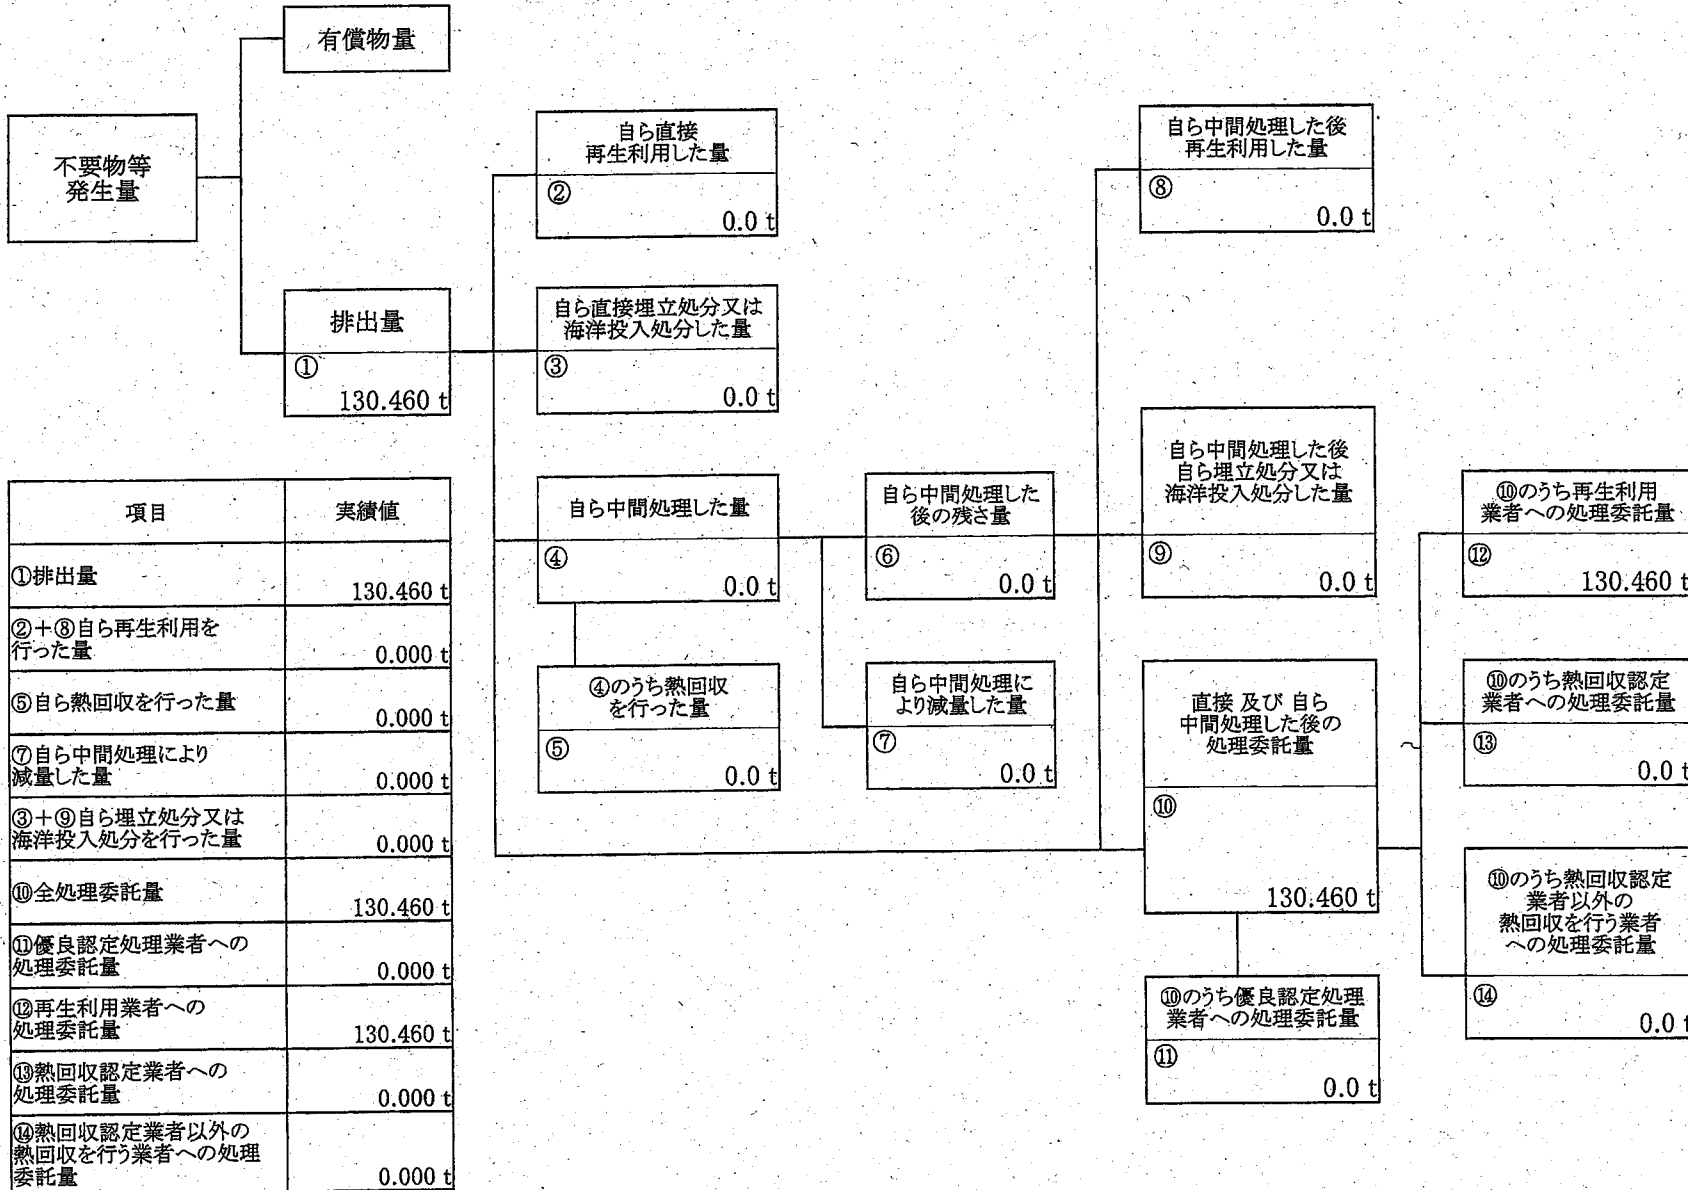 有償物量
不要物等
発生量
排出量
①
130.460 t
自ら直接
再生利用した量
②
0.0 t
自ら直接埋立処分又は
海洋投入処分した量
③
0.0 t
自ら中間処理した量
④
0.0 t
④のうち熱回収
を行った量
⑤
0.0 t
自ら中間処理した
後の残さ量
⑥
0.0 t
自ら中間処理に
より減量した量
⑦
0.0 t
自ら中間処理した後
再生利用した量
⑧
0.0 t
自ら中間処理した後
自ら埋立処分又は
海洋投入処分した量
⑨
0.0 t
直接 及び 自ら
中間処理した後の
処理委託量
⑩
130.460 t
⑩のうち優良認定処理
業者への処理委託量
⑪
0.0 t
⑩のうち再生利用
業者への処理委託量
⑫
130.460 t
⑩のうち熱回収認定
業者への処理委託量
⑬
0.0 t
⑩のうち熱回収認定
業者以外の
熱回収を行う業者
への処理委託量
⑭
0.0 t
項目 実績値
①排出量 130.460 t
②+⑧自ら再生利用を
行った量 0.000 t
⑤自ら熱回収を行った量 0.000 t
⑦自ら中間処理により
減量した量 0.000 t
③+⑨自ら埋立処分又は
海洋投入処分を行った量 0.000 t
⑩全処理委託量 130.460 t
⑪優良認定処理業者への
処理委託量 0.000 t
⑫再生利用業者への
処理委託量 130.460 t
⑬熱回収認定業者への
処理委託量 0.000 t
⑭熱回収認定業者以外の
熱回収を行う業者への処理
委託量 0.000 t